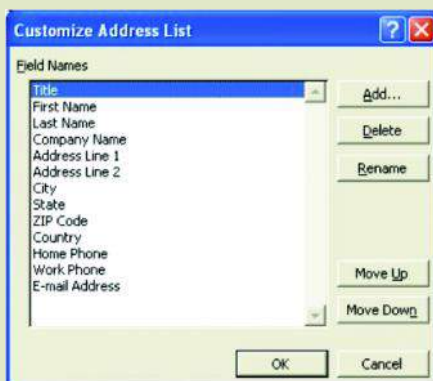 Customize Address List
Field Names
Title
First Name
Last Name
Company Name
Address Line 1
Address Line 2
City
State
ZIP Code
Country
Home Phone
Work Phone
E-mail Address
Add...
Delete
Rename
Move Up
Move Down
OK
Cancel